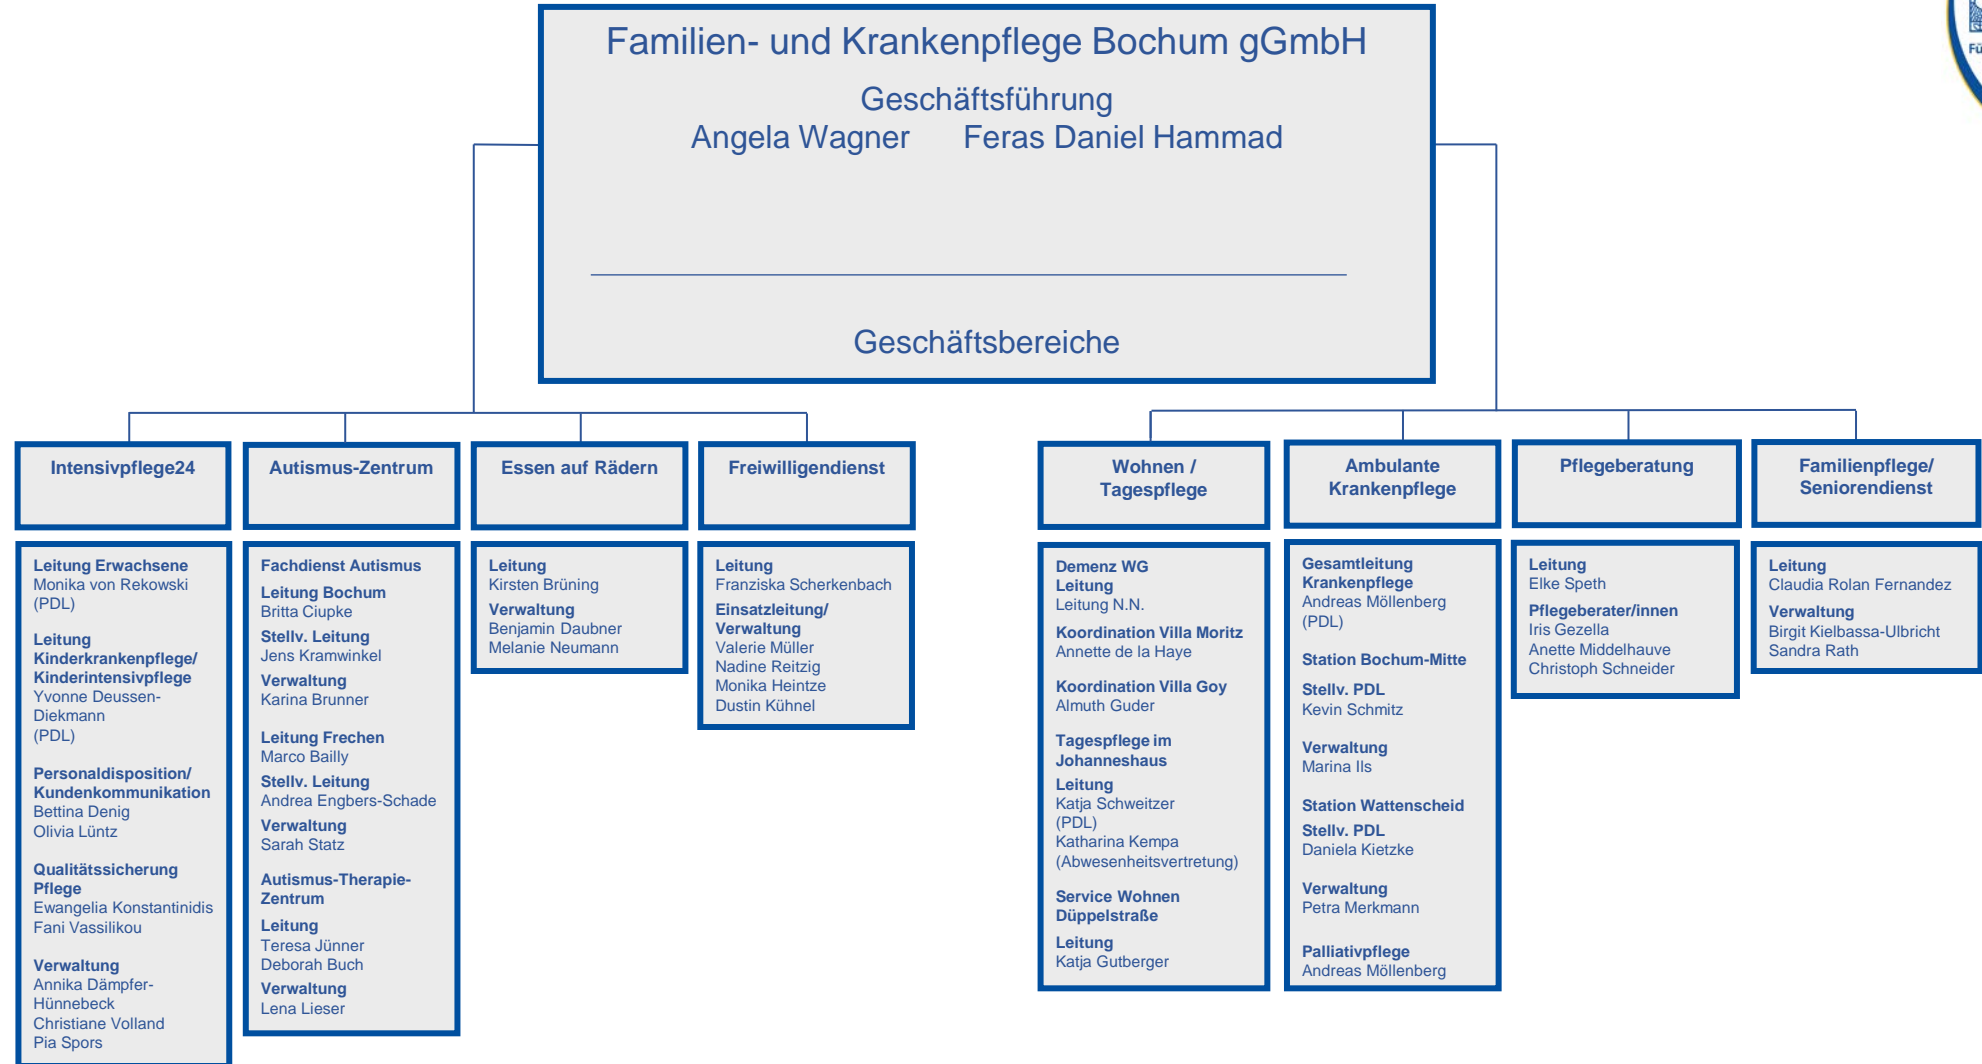 Familien- und Krankenpflege Bochum gGmbH
Geschäftsführung
Angela Wagner Feras Daniel Hammad
Geschäftsbereiche
Intensivpflege24
Leitung Erwachsene
Monika von Rekowski
(PDL)
Leitung
Kinderkrankenpflege/
Kinderintensivpflege
Yvonne Deussen-
Diekmann
(PDL)
Personaldisposition/
Kundenkommunikation
Bettina Denig
Olivia Lüntz
Qualitätssicherung
Pflege
Ewangelia Konstantinidis
Fani Vassilikou
Verwaltung
Annika Dämpfer-
Hünnebeck
Christiane Volland
Pia Spors
Autismus-Zentrum
Fachdienst Autismus
Leitung Bochum
Britta Ciupke
Stellv. Leitung
Jens Kramwinkel
Verwaltung
Karina Brunner
Leitung Frechen
Marco Bailly
Stellv. Leitung
Andrea Engbers-Schade
Verwaltung
Sarah Statz
Autismus-Therapie-
Zentrum
Leitung
Teresa Jünner
Deborah Buch
Verwaltung
Lena Lieser
Essen auf Rädern
Leitung
Kirsten Brüning
Verwaltung
Benjamin Daubner
Melanie Neumann
Freiwilligendienst
Leitung
Franziska Scherkenbach
Einsatzleitung/
Verwaltung
Valerie Müller
Nadine Reitzig
Monika Heintze
Dustin Kühnel
Wohnen /
Tagespflege
Demenz WG
Leitung
Leitung N.N.
Koordination Villa Moritz
Annette de la Haye
Koordination Villa Goy
Almuth Guder
Tagespflege im
Johanneshaus
Leitung
Katja Schweitzer
(PDL)
Katharina Kempa
(Abwesenheitsvertretung)
Service Wohnen
Düppelstraße
Leitung
Katja Gutberger
Ambulante
Krankenpflege
Gesamtleitung
Krankenpflege
Andreas Möllenberg
(PDL)
Station Bochum-Mitte
Stellv. PDL
Kevin Schmitz
Verwaltung
Marina Ils
Station Wattenscheid
Stellv. PDL
Daniela Kietzke
Verwaltung
Petra Merkmann
Palliativpflege
Andreas Möllenberg
Pflegeberatung
Leitung
Elke Speth
Pflegeberater/innen
Iris Gezella
Anette Middelhauve
Christoph Schneider
Familienpflege/
Seniorendienst
Leitung
Claudia Rolan Fernandez
Verwaltung
Birgit Kielbassa-Ulbricht
Sandra Rath